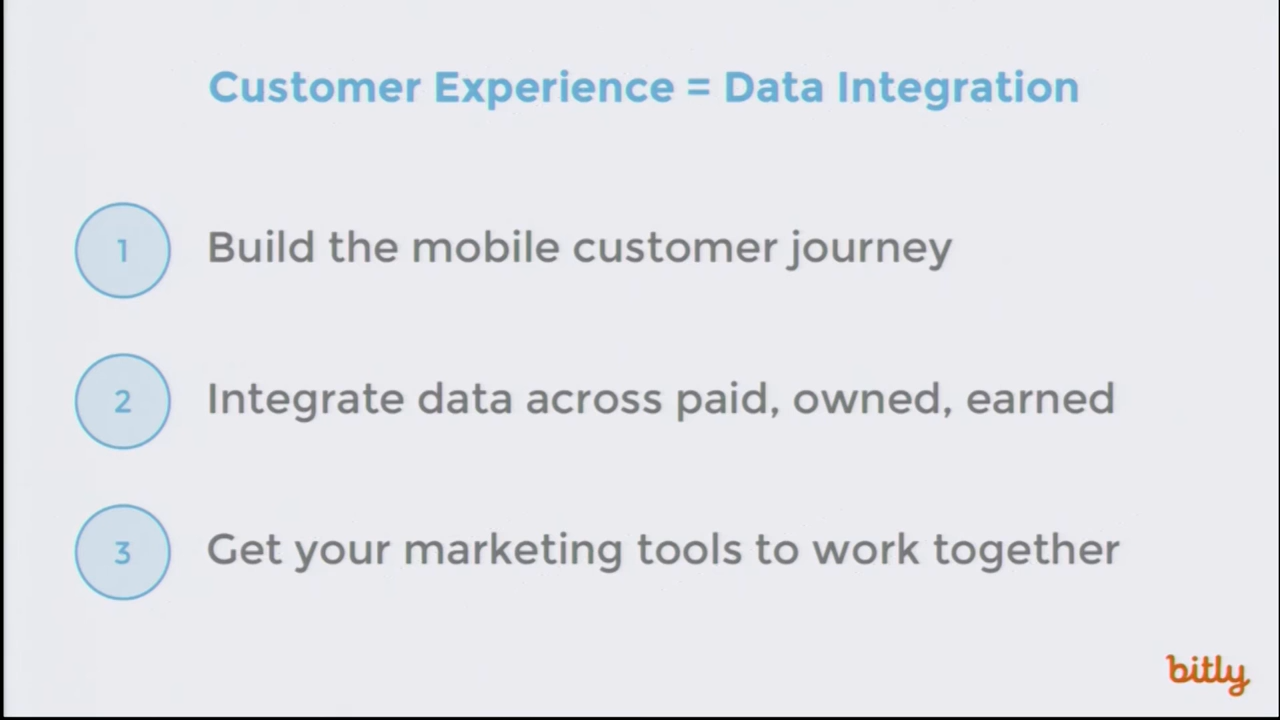 Customer Experience = Data Integration
1
Build the mobile customer journey
2
Integrate data across paid, owned, earned
3
Get your marketing tools to work together
bitly